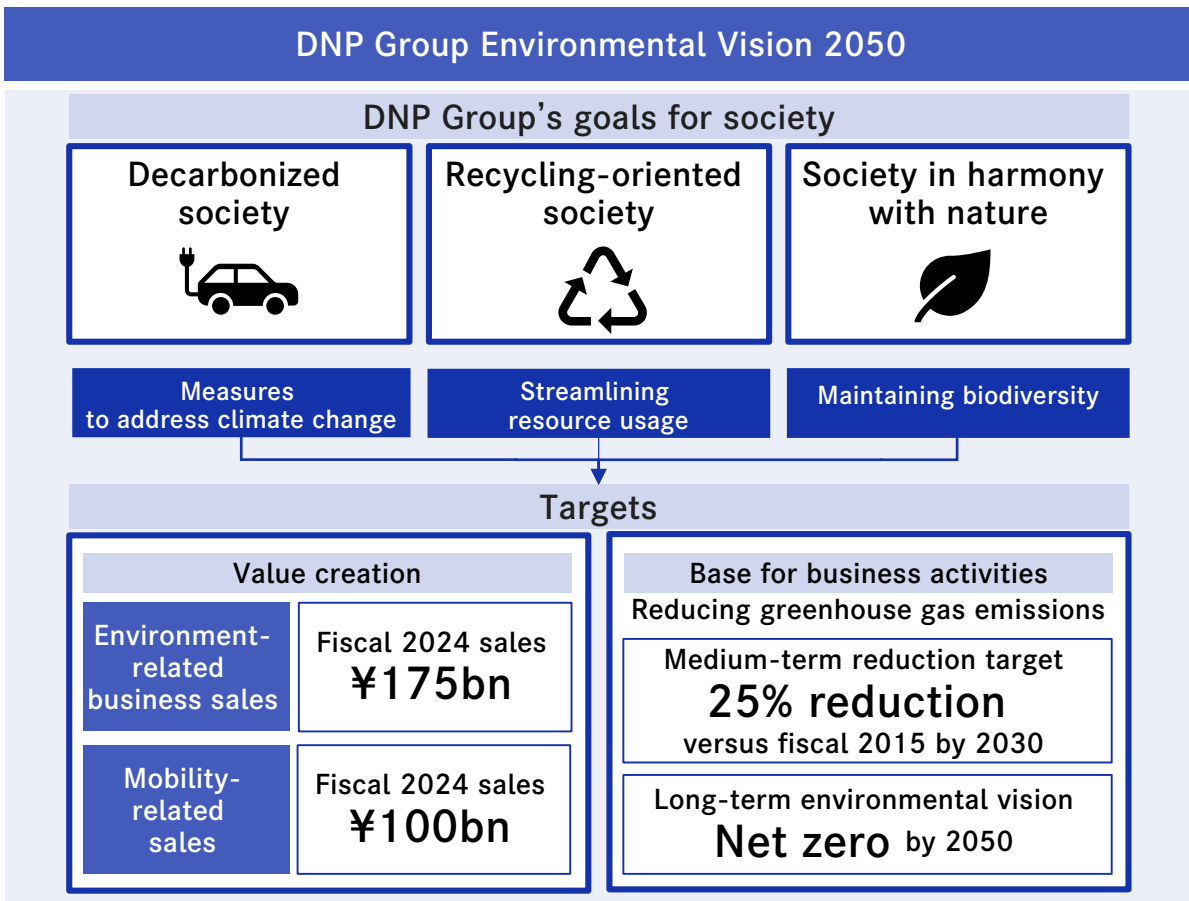 DNP Group Environmental Vision 2050
DNP Group's goals for society
Decarbonized
society
Recycling-oriented
society
Society in harmony
with nature
Measures
to address climate change
Streamlining
resource usage
Maintaining biodiversity
Targets
Value creation
Environment-
related
business sales
Fiscal 2024 sales
¥175bn
Mobility-
related
sales
Fiscal 2024 sales
¥100bn
Base for business activities
Reducing greenhouse gas emissions
Medium-term reduction target
25% reduction
versus fiscal 2015 by 2030
Long-term environmental vision
Net zero by 2050